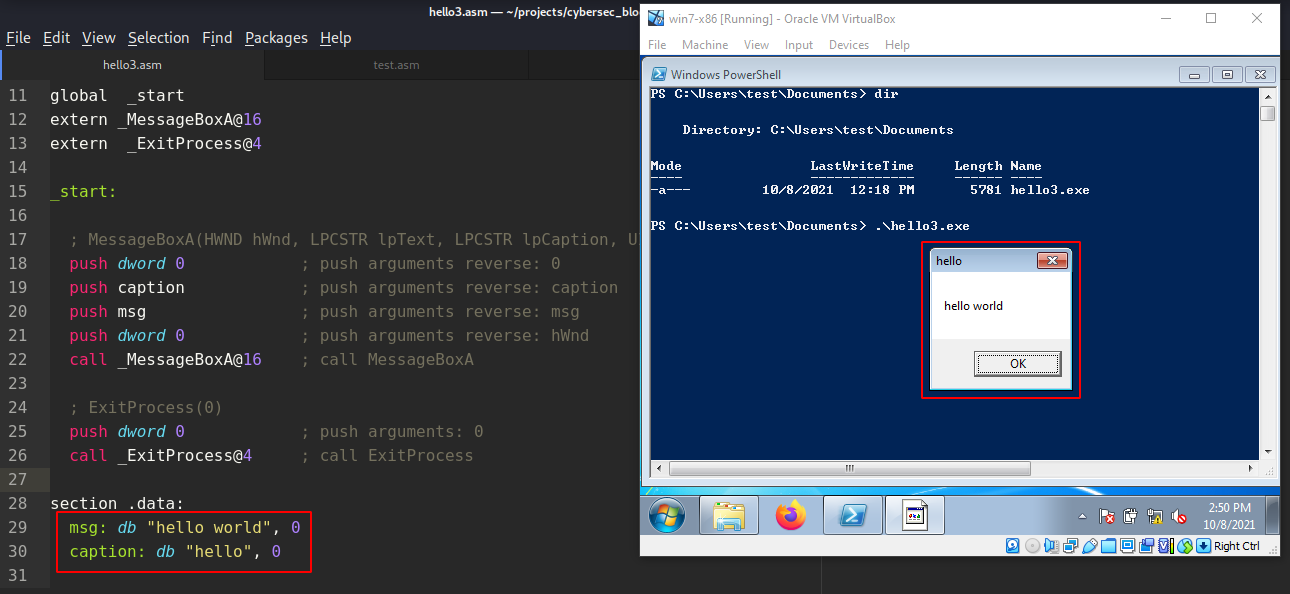 hello3.asm — ~/projects/cybersec_blo
File Edit View Selection Find Packages Help
hello3.asm
test.asm
11 global _start
12 extern _MessageBoxA@16
13 extern _ExitProcess@4
14
15 _start:
16
17 ; MessageBoxA(HWND hWnd, LPCSTR lpText, LPCSTR lpCaption, U
18 push dword 0 ; push arguments reverse: 0
19 push caption ; push arguments reverse: caption
20 push msg ; push arguments reverse: msg
21 push dword 0 ; push arguments reverse: hWnd
22 call _MessageBoxA@16 ; call MessageBoxA
23
24 ; ExitProcess(0)
25 push dword 0 ; push arguments: 0
26 call _ExitProcess@4 ; call ExitProcess
27
28 section .data:
29 msg: db "hello world", 0
30 caption: db "hello", 0
31
win7-x86 [Running] - Oracle VM VirtualBox
File Machine View Input Devices Help
Windows PowerShell
PS C:\Users\test\Documents> dir
Directory: C:\Users\test\Documents
Mode LastWriteTime Length Name
---- ------------- ------ ----
-a--- 10/8/2021 12:18 PM 5781 hello3.exe
PS C:\Users\test\Documents> .\hello3.exe
hello
hello world
OK
2:50 PM
10/8/2021
Right Ctrl